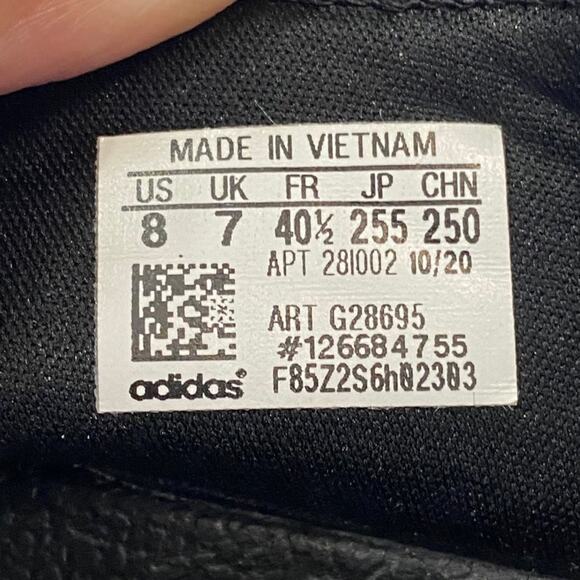 MADE IN VIETNAM
US UK FR JP CHN
8 7 40½ 255 250
APT 28I002 10/20
ART G28695
#126684755
adidas® F85Z2S6h02303